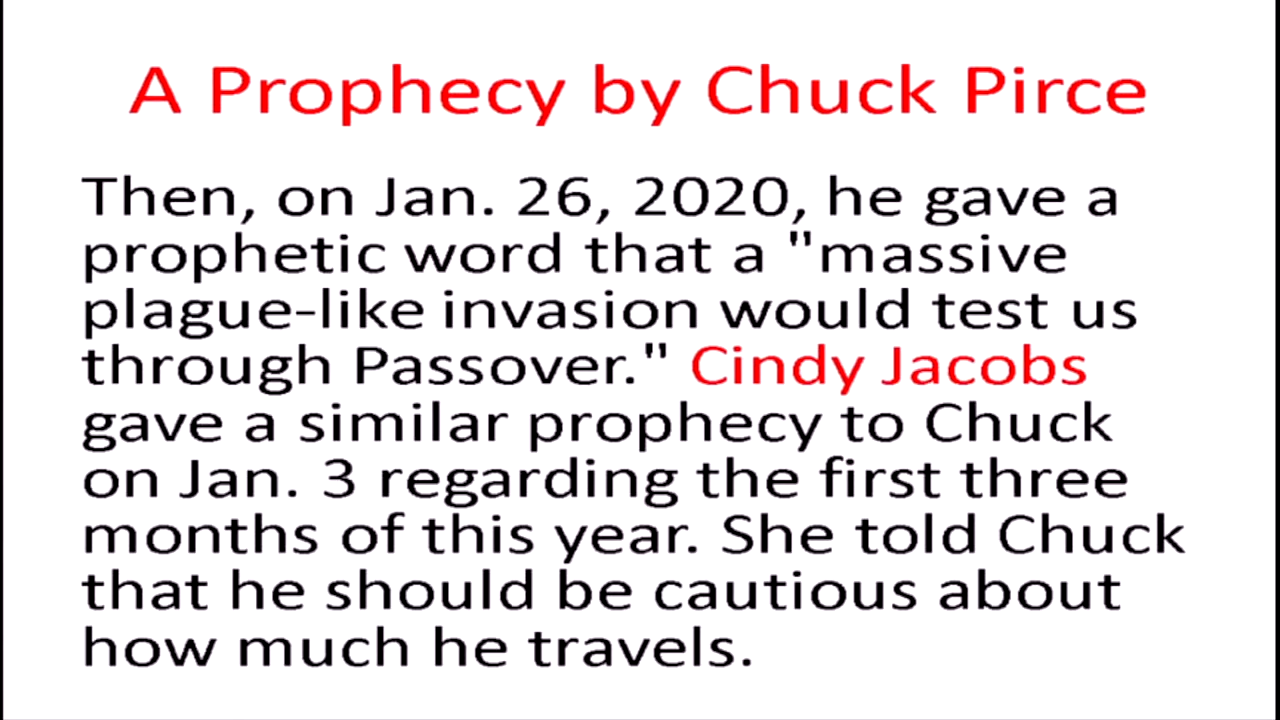 A Prophecy by Chuck Pirce
Then, on Jan. 26, 2020, he gave a
prophetic word that a "massive
plague-like invasion would test us
through Passover." Cindy Jacobs
gave a similar prophecy to Chuck
on Jan. 3 regarding the first three
months of this year. She told Chuck
that he should be cautious about
how much he travels.